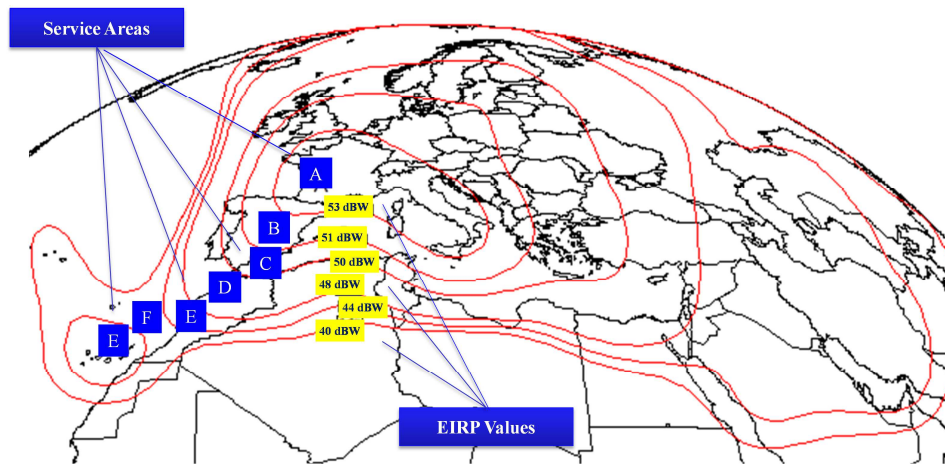 Service Areas
A
53 dBW
B
51 dBW
C
50 dBW
D
48 dBW
44 dBW
F
E
40 dBW
E
EIRP Values